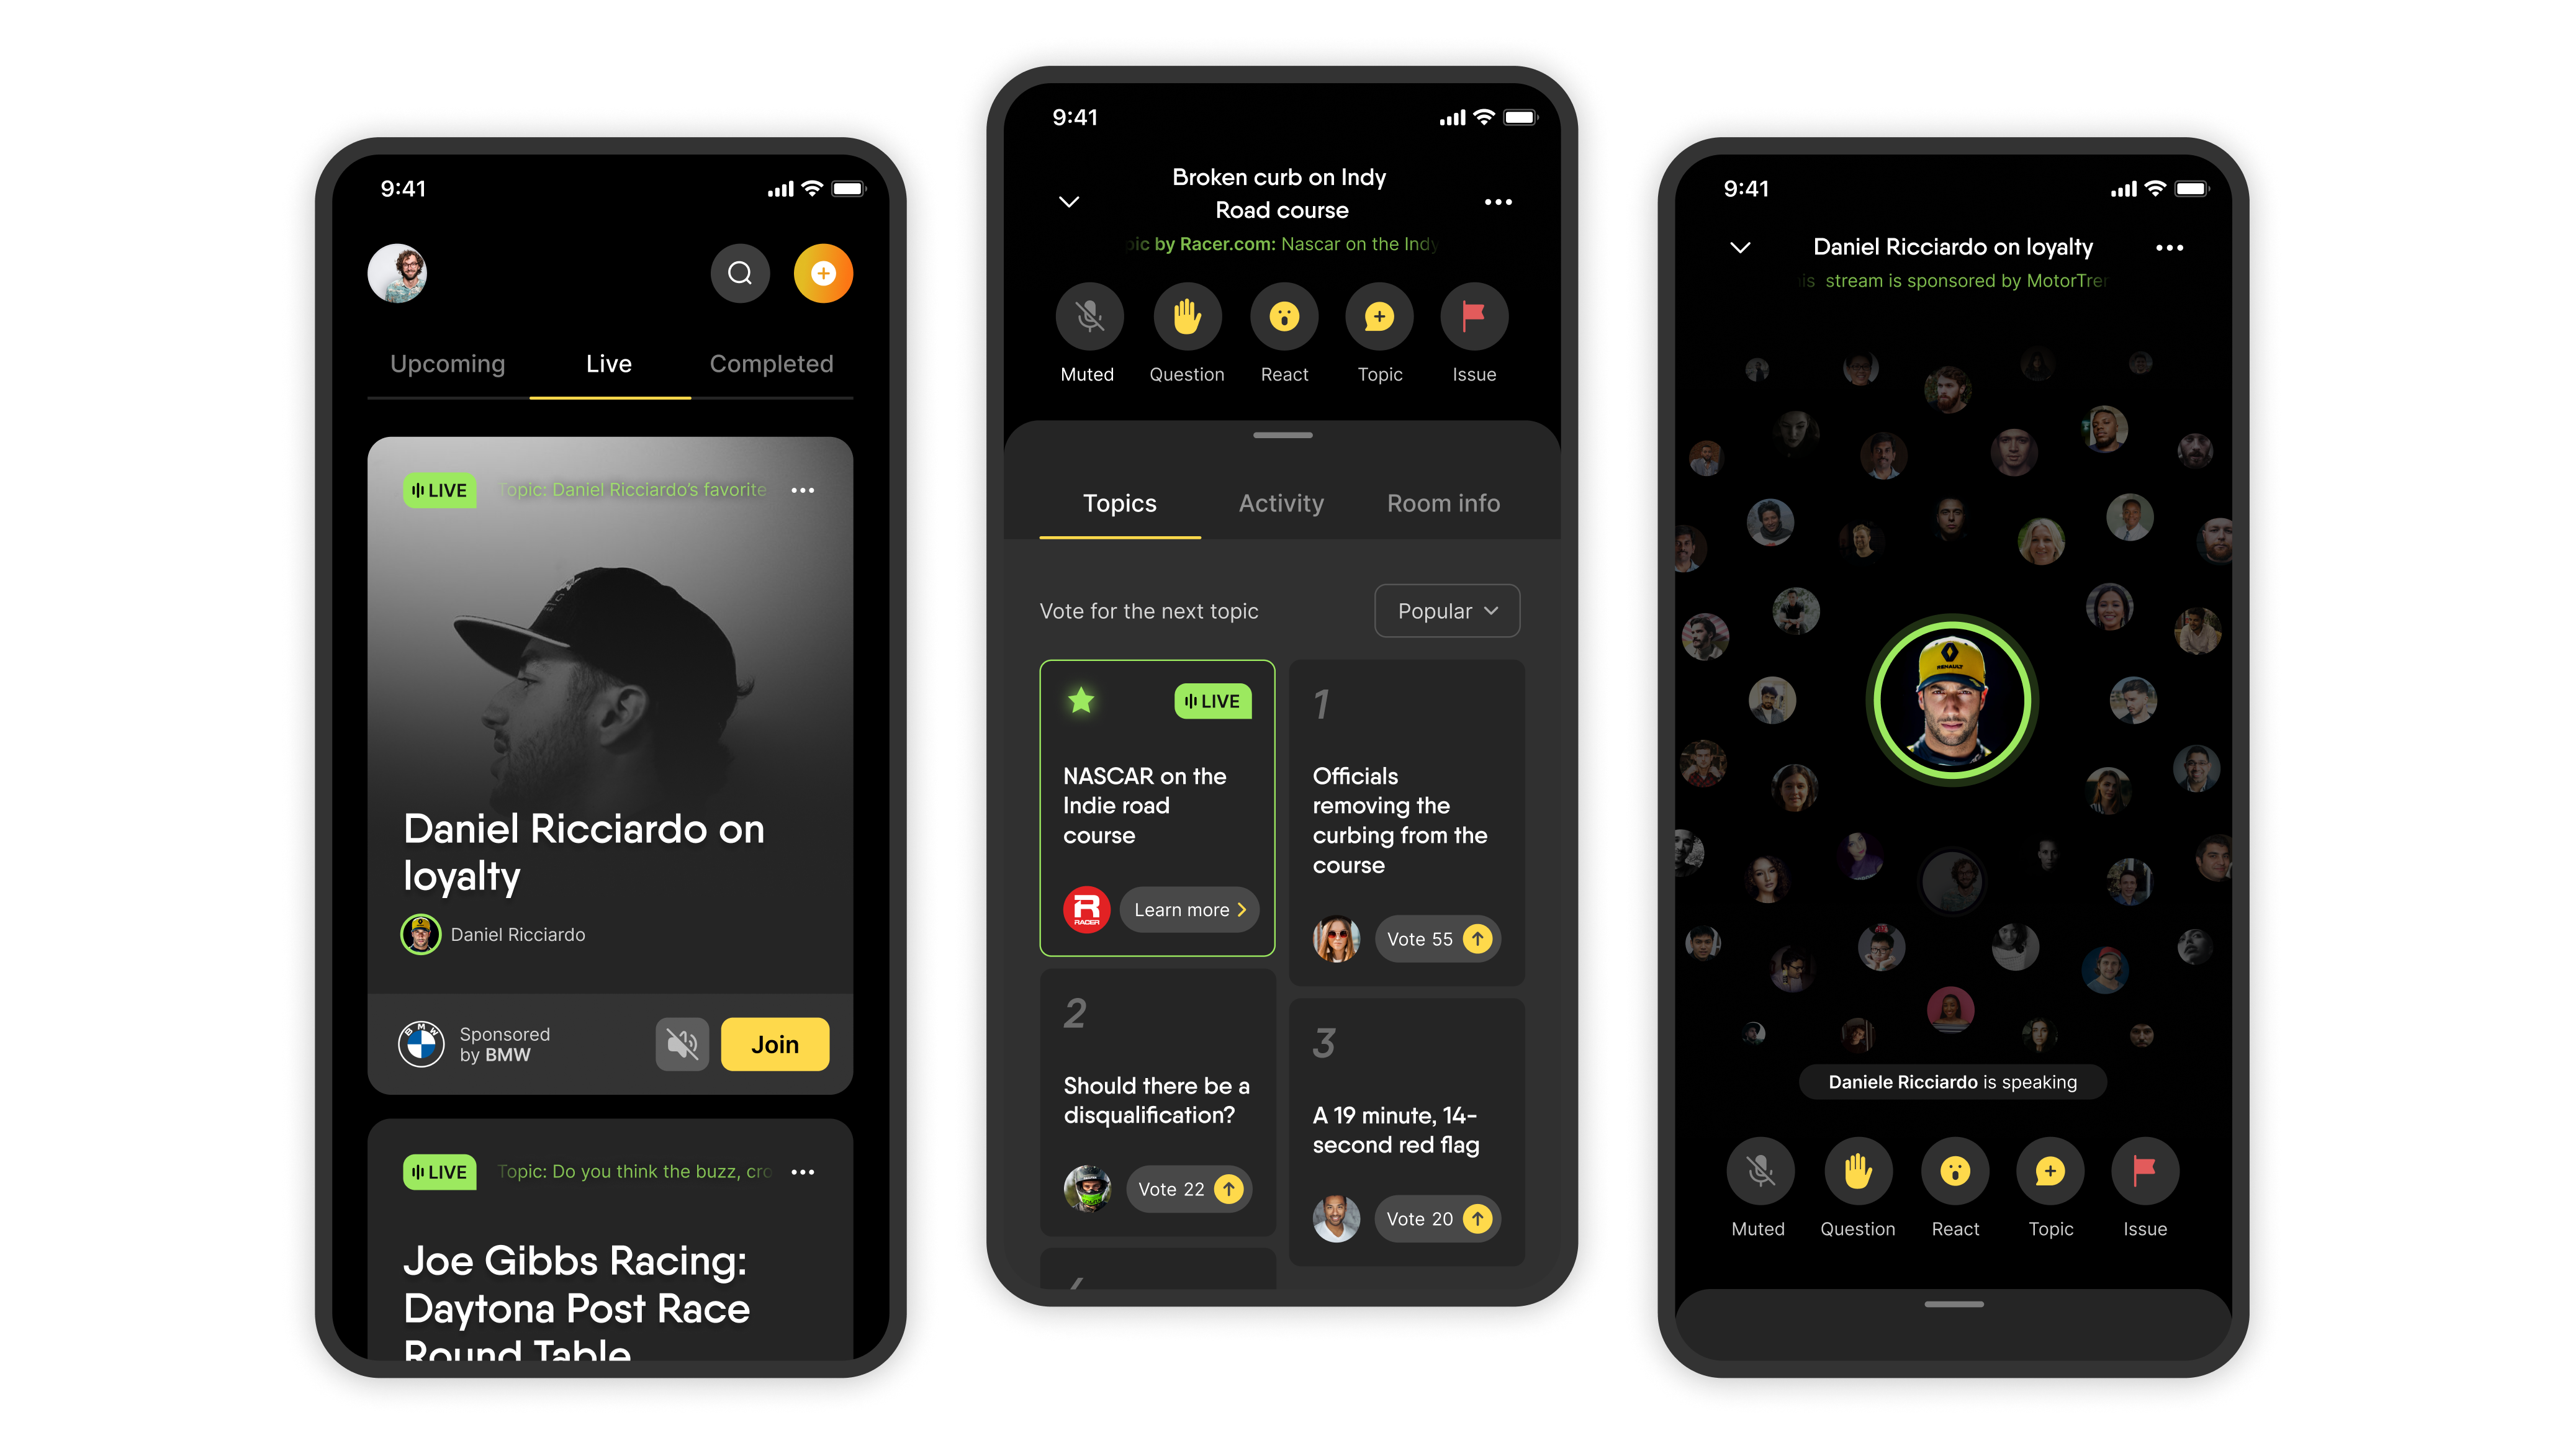 9:41
Upcoming
Live
Completed
LIVE
Topic: Daniel Ricciardo's favorite
Daniel Ricciardo on
loyalty
Daniel Ricciardo
BMW
Sponsored
by BMW
Join
LIVE
Topic: Do you think the buzz, cro
Joe Gibbs Racing:
Daytona Post Race
Round Table
9:41
Broken curb on Indy
Road course
pic by Racer.com: Nascar on the Indy
Muted
Question
React
Topic
Issue
Topics
Activity
Room info
Vote for the next topic
Popular
LIVE
NASCAR on the
Indie road
course
R
RACER
Learn more
1
Officials
removing the
curbing from the
course
Vote 55
2
Should there be a
disqualification?
Vote 22
3
A 19 minute, 14-
second red flag
Vote 20
9:41
Daniel Ricciardo on loyalty
is stream is sponsored by MotorTren
RENAULT
Daniele Ricciardo is speaking
Muted
Question
React
Topic
Issue